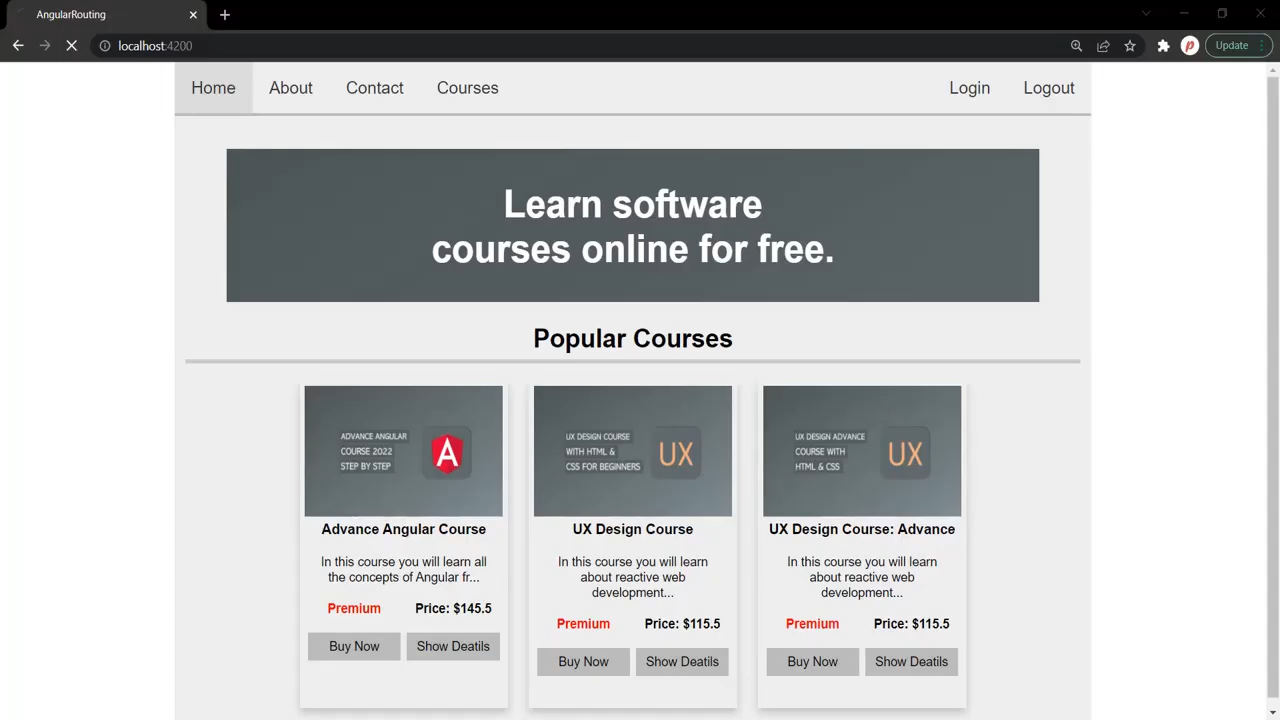 AngularRouting
localhost:4200
Update
Home About Contact Courses Login Logout
Learn software
courses online for free.
Popular Courses
ADVANCE ANGULAR
COURSE 2022
STEP BY STEP
A
Advance Angular Course
In this course you will learn all
the concepts of Angular fr...
Premium Price: $145.5
Buy Now Show Deatils
UX DESIGN COURSE
WITH HTML &
CSS FOR BEGINNERS
UX
UX Design Course
In this course you will learn
about reactive web
development...
Premium Price: $115.5
Buy Now Show Deatils
UX DESIGN ADVANCE
COURSE WITH
HTML & CSS
UX
UX Design Course: Advance
In this course you will learn
about reactive web
development...
Premium Price: $115.5
Buy Now Show Deatils